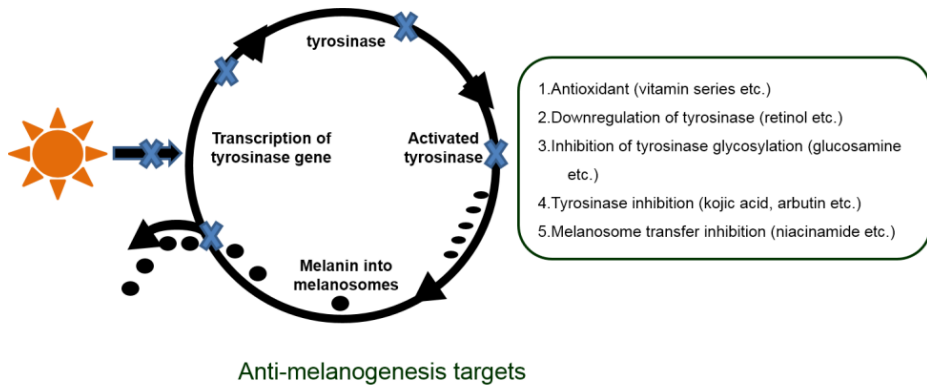 tyrosinase
Transcription of
tyrosinase gene
Activated
tyrosinase
Melanin into
melanosomes
1.Antioxidant (vitamin series etc.)
2.Downregulation of tyrosinase (retinol etc.)
3.Inhibition of tyrosinase glycosylation (glucosamine
etc.)
4.Tyrosinase inhibition (kojic acid, arbutin etc.)
5.Melanosome transfer inhibition (niacinamide etc.)
Anti-melanogenesis targets